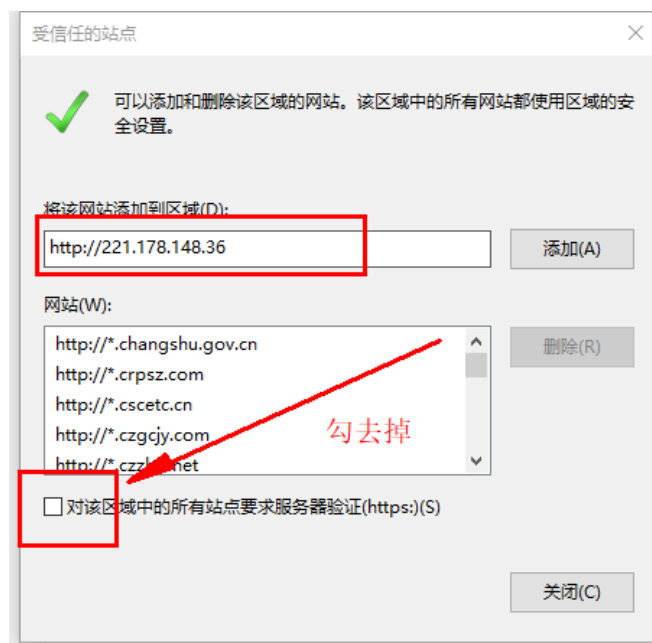 受信任的站点
可以添加和删除该区域的网站。该区域中的所有网站都使用区域的安
全设置。
将该网站添加到区域(D):
http://221.178.148.36
添加(A)
网站(W):
http://*.changshu.gov.cn
http://*.crpsz.com
http://*.cscetc.cn
http://*.czgcjy.com
删除(R)
勾去掉
对该区域中的所有站点要求服务器验证(https:)(S)
关闭(C)